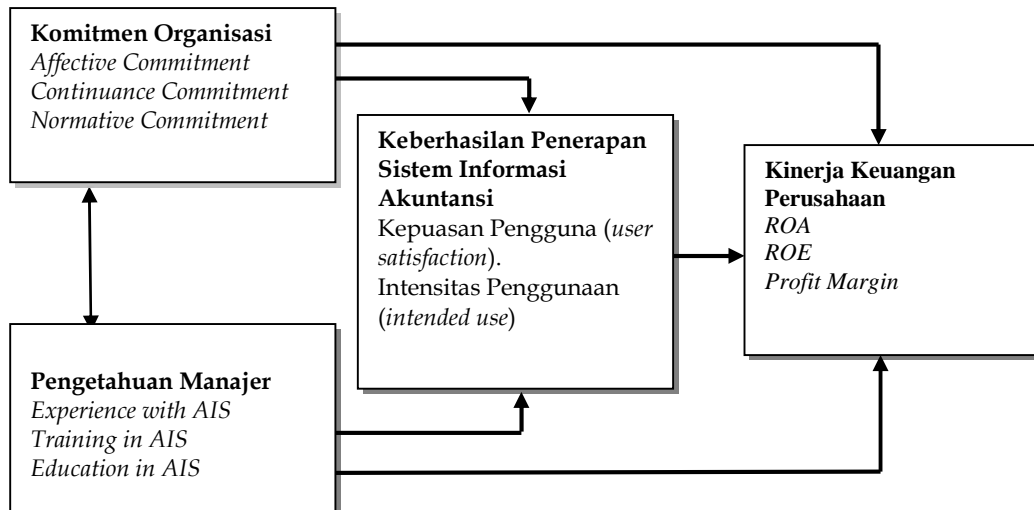 Komitmen Organisasi
Affective Commitment
Continuance Commitment
Normative Commitment
Keberhasilan Penerapan
Sistem Informasi
Akuntansi
Kepuasan Pengguna (user
satisfaction).
Intensitas Penggunaan
(intended use)
Kinerja Keuangan
Perusahaan
ROA
ROE
Profit Margin
Pengetahuan Manajer
Experience with AIS
Training in AIS
Education in AIS